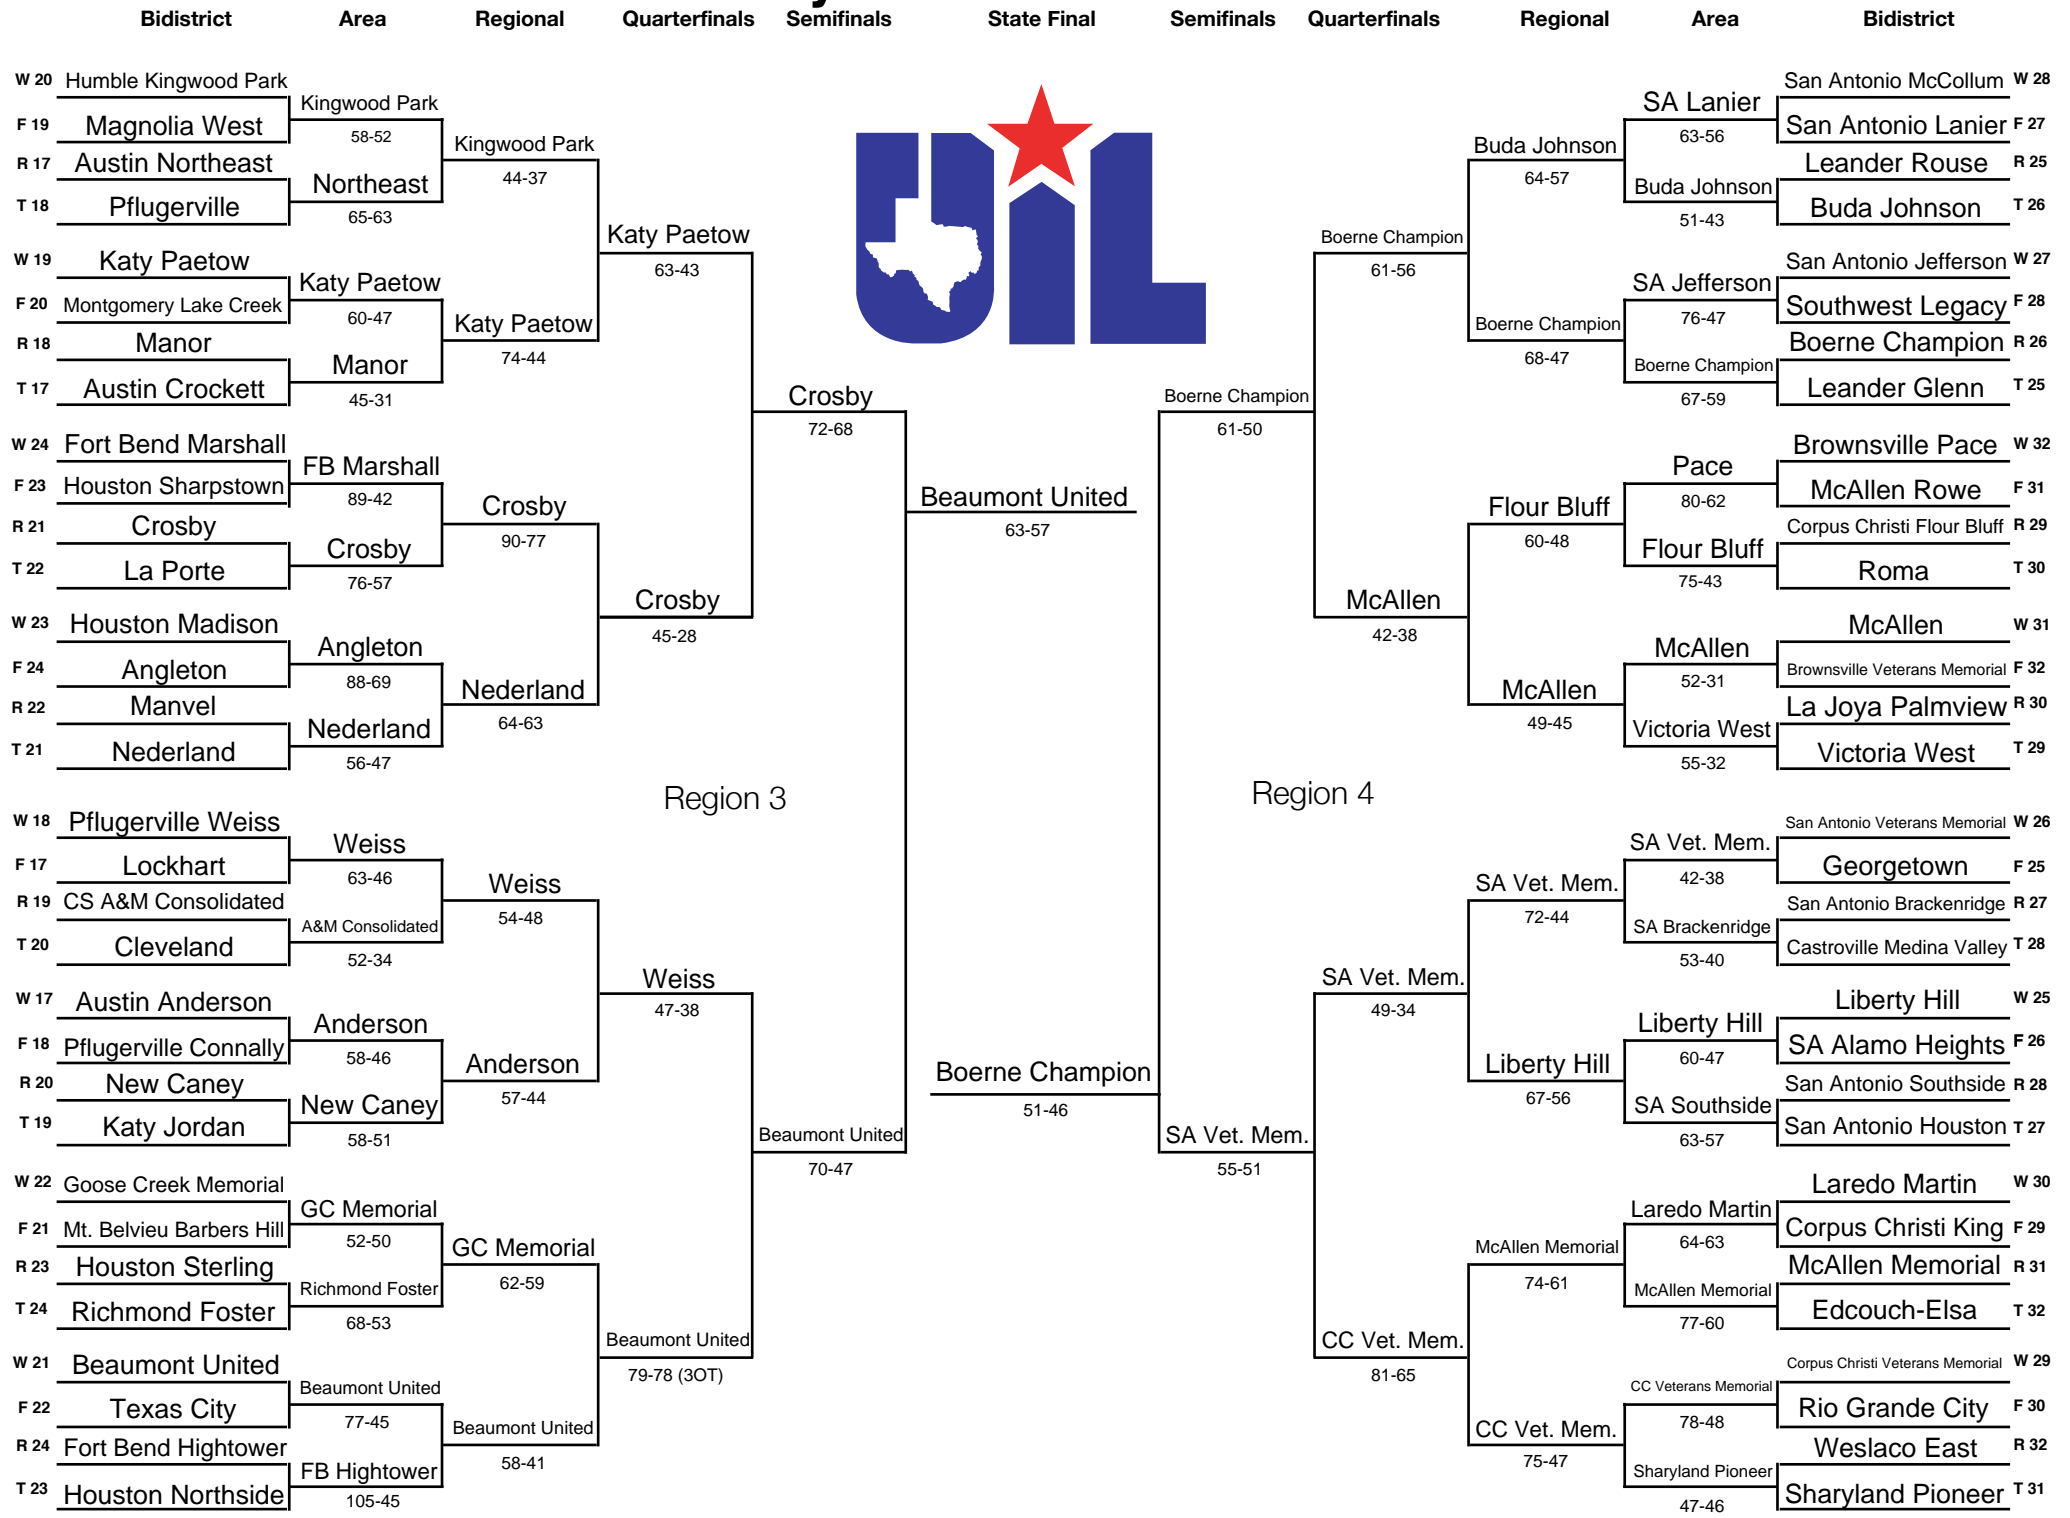 Bidistrict Area Regional Quarterfinals Semifinals State Final Semifinals Quarterfinals Regional Area Bidistrict
W 20 Humble Kingwood Park
Kingwood Park
58-52
F 19 Magnolia West
Kingwood Park
44-37
R 17 Austin Northeast
Northeast
65-63
T 18 Pflugerville
Katy Paetow
63-43
W 19 Katy Paetow
Katy Paetow
60-47
F 20 Montgomery Lake Creek
Katy Paetow
74-44
R 18 Manor
Manor
45-31
T 17 Austin Crockett
Crosby
72-68
W 24 Fort Bend Marshall
FB Marshall
89-42
F 23 Houston Sharpstown
Crosby
90-77
R 21 Crosby
Crosby
76-57
T 22 La Porte
Crosby
45-28
W 23 Houston Madison
Angleton
88-69
F 24 Angleton
Nederland
64-63
R 22 Manvel
Nederland
56-47
T 21 Nederland
Region 3
W 18 Pflugerville Weiss
Weiss
63-46
F 17 Lockhart
Weiss
54-48
R 19 CS A&M Consolidated
A&M Consolidated
52-34
T 20 Cleveland
Weiss
47-38
W 17 Austin Anderson
Anderson
58-46
F 18 Pflugerville Connally
Anderson
57-44
R 20 New Caney
New Caney
58-51
T 19 Katy Jordan
Beaumont United
70-47
W 22 Goose Creek Memorial
GC Memorial
52-50
F 21 Mt. Belvieu Barbers Hill
GC Memorial
62-59
R 23 Houston Sterling
Richmond Foster
68-53
T 24 Richmond Foster
Beaumont United
79-78 (3OT)
W 21 Beaumont United
Beaumont United
77-45
F 22 Texas City
Beaumont United
58-41
R 24 Fort Bend Hightower
FB Hightower
105-45
T 23 Houston Northside
UIL
Beaumont United
63-57
Boerne Champion
51-46
San Antonio McCollum W 28
SA Lanier
63-56
San Antonio Lanier F 27
Buda Johnson
64-57
Leander Rouse R 25
Buda Johnson
51-43
Buda Johnson T 26
Boerne Champion
61-56
San Antonio Jefferson W 27
SA Jefferson
76-47
Southwest Legacy F 28
Boerne Champion
68-47
Boerne Champion R 26
Boerne Champion
67-59
Leander Glenn T 25
Boerne Champion
61-50
Brownsville Pace W 32
Pace
80-62
McAllen Rowe F 31
Flour Bluff
60-48
Corpus Christi Flour Bluff R 29
Flour Bluff
75-43
Roma T 30
McAllen
42-38
McAllen W 31
McAllen
52-31
Brownsville Veterans Memorial F 32
McAllen
49-45
La Joya Palmview R 30
Victoria West
55-32
Victoria West T 29
Region 4
San Antonio Veterans Memorial W 26
SA Vet. Mem.
42-38
Georgetown F 25
SA Vet. Mem.
72-44
San Antonio Brackenridge R 27
SA Brackenridge
53-40
Castroville Medina Valley T 28
SA Vet. Mem.
49-34
Liberty Hill W 25
Liberty Hill
60-47
SA Alamo Heights F 26
Liberty Hill
67-56
San Antonio Southside R 28
SA Southside
63-57
San Antonio Houston T 27
SA Vet. Mem.
55-51
Laredo Martin W 30
Laredo Martin
64-63
Corpus Christi King F 29
McAllen Memorial
74-61
McAllen Memorial R 31
McAllen Memorial
77-60
Edcouch-Elsa T 32
CC Vet. Mem.
81-65
Corpus Christi Veterans Memorial W 29
CC Veterans Memorial
78-48
Rio Grande City F 30
CC Vet. Mem.
75-47
Weslaco East R 32
Sharyland Pioneer
47-46
Sharyland Pioneer T 31